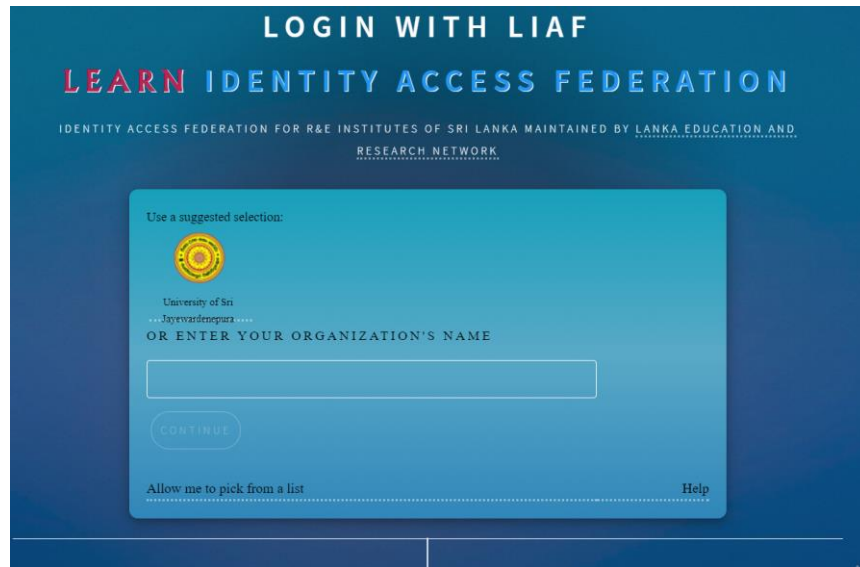 LOGIN WITH LIAF
LEARN IDENTITY ACCESS FEDERATION
IDENTITY ACCESS FEDERATION FOR R&E INSTITUTES OF SRI LANKA MAINTAINED BY LANKA EDUCATION AND
RESEARCH NETWORK
Use a suggested selection:
University of Sri
Jayewardenepura
OR ENTER YOUR ORGANIZATION'S NAME
CONTINUE
Allow me to pick from a list Help